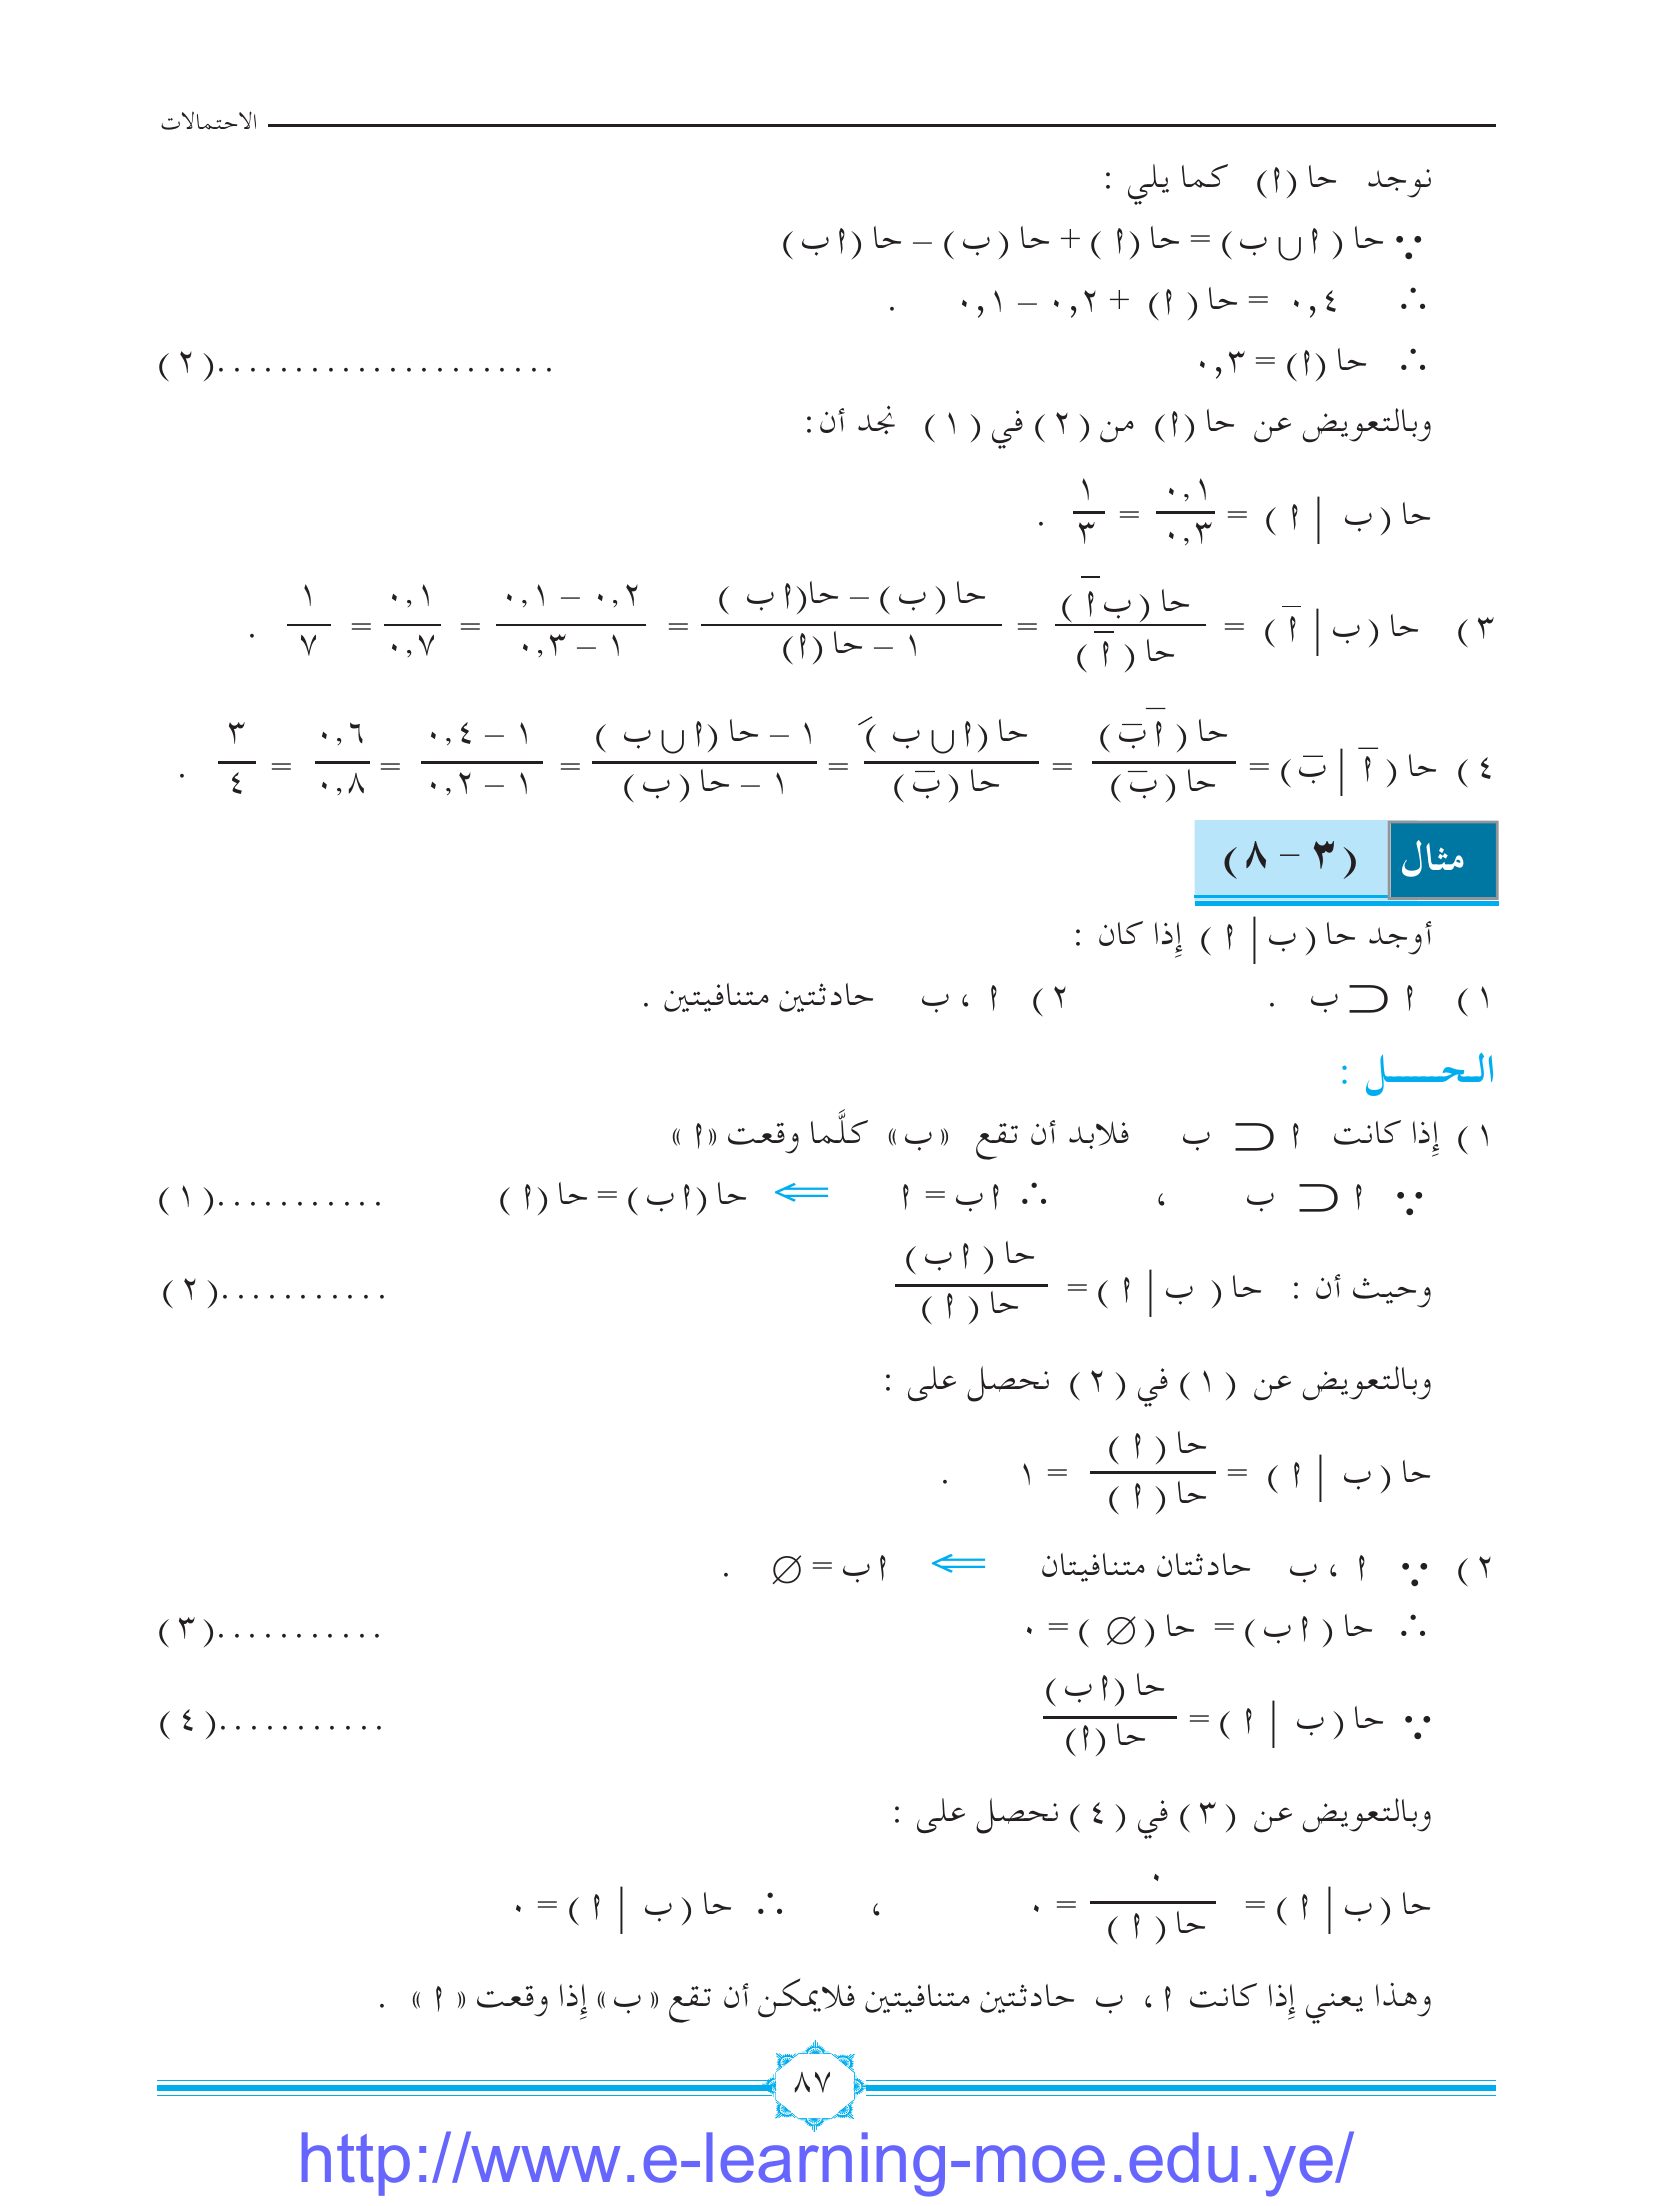 الاحتمالات
نوجد حا (ا) كما يلي :
∵ حا ( ا ∪ ب ) = حا ( ا ) + حا ( ب ) – حا ( ا ب )
∴ ٠,٤ = حا ( ا ) + ٠,٢ – ٠,١ .
∴ حا (ا) = ٠,٣ ......................( ٢ )
وبالتعويض عن حا (ا) من ( ٢ ) في ( ١ ) نجد أن:
حا ( ب | ا ) = ٠,١ / ٠,٣ = ١ / ٣ .
٣ ) حا ( ب | ا̅ ) = حا ( ب ا̅ ) / حا ( ا̅ ) = حا ( ب ) – حا(ا ب ) / ١ – حا (ا) = ٠,٢ – ٠,١ / ١ – ٠,٣ = ٠,١ / ٠,٧ = ١ / ٧ .
٤ ) حا ( ا̅ | ب̅ ) = حا ( ا̅ ب̅ ) / حا ( ب̅ ) = حا (ا ∪ ب )′ / حا ( ب̅ ) = ١ – حا (ا ∪ ب ) / ١ – حا ( ب ) = ١ – ٠,٤ / ١ – ٠,٢ = ٠,٦ / ٠,٨ = ٣ / ٤ .
مثال ( ٣ – ٨ )
أوجد حا ( ب | ا ) إِذا كان :
١ ) ا ⊂ ب . ٢ ) ا ، ب حادثتين متنافيتين .
الـحـــــل :
١ ) إِذا كانت ا ⊂ ب فلابد أن تقع «ب» كلَّما وقعت «ا»
∵ ا ⊂ ب ، ∴ ا ب = ا ⇐ حا (ا ب ) = حا (ا ) ...........( ١ )
وحيث أن : حا ( ب | ا ) = حا ( ا ب ) / حا ( ا ) ...........( ٢ )
وبالتعويض عن ( ١ ) في ( ٢ ) نحصل على :
حا ( ب | ا ) = حا ( ا ) / حا ( ا ) = ١ .
٢ ) ∵ ا ، ب حادثتان متنافيتان ⇐ ا ب = ∅ .
∴ حا ( ا ب ) = حا ( ∅ ) = ٠ ...........( ٣ )
∵ حا ( ب | ا ) = حا (ا ب ) / حا (ا) ...........( ٤ )
وبالتعويض عن ( ٣ ) في ( ٤ ) نحصل على :
حا ( ب | ا ) = ٠ / حا ( ا ) = ٠ ، ∴ حا ( ب | ا ) = ٠
وهذا يعني إِذا كانت ا ، ب حادثتين متنافيتين فلايمكن أن تقع «ب» إِذا وقعت « ا » .
٨٧
http://www.e-learning-moe.edu.ye/